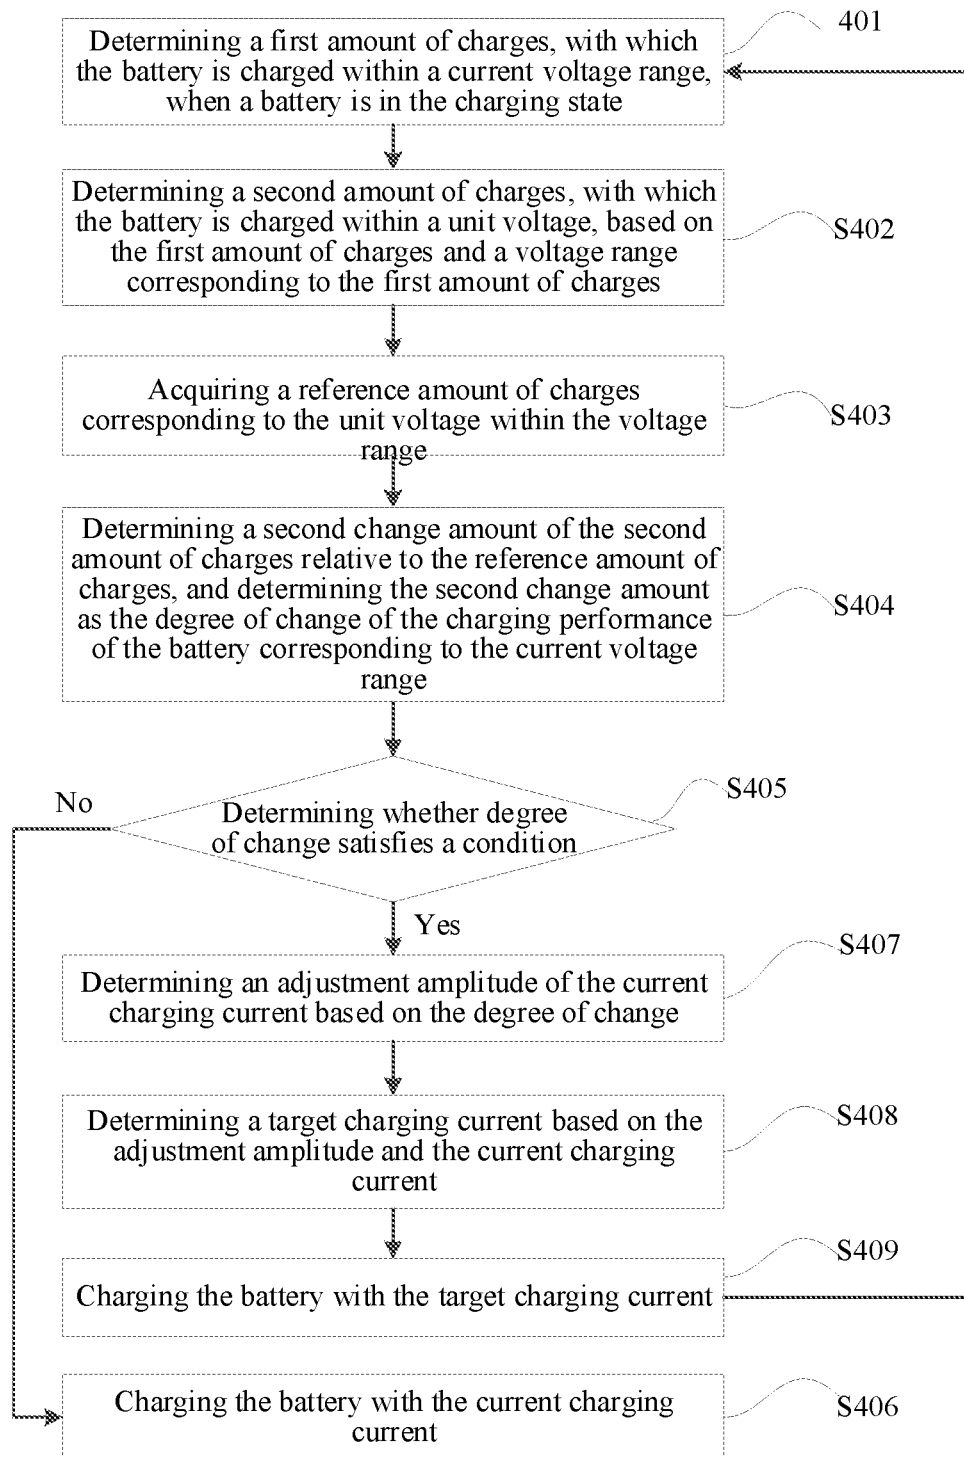 401
Determining a first amount of charges, with which
the battery is charged within a current voltage range,
when a battery is in the charging state
Determining a second amount of charges, with which
the battery is charged within a unit voltage, based on
the first amount of charges and a voltage range
corresponding to the first amount of charges
S402
Acquiring a reference amount of charges
corresponding to the unit voltage within the voltage
range
S403
Determining a second change amount of the second
amount of charges relative to the reference amount of
charges, and determining the second change amount
as the degree of change of the charging performance
of the battery corresponding to the current voltage
range
S404
S405
No
Determining whether degree
of change satisfies a condition
Yes
S407
Determining an adjustment amplitude of the current
charging current based on the degree of change
S408
Determining a target charging current based on the
adjustment amplitude and the current charging
current
S409
Charging the battery with the target charging current
Charging the battery with the current charging
current
S406